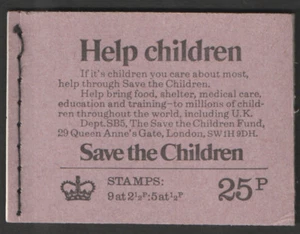 Help children
If it's children you care about most,
help through Save the Children.
Help bring food, shelter, medical care,
education and training–to millions of child-
ren throughout the world, including in U.K.
Dept.SB5, The Save the Children Fund,
29 Queen Anne's Gate, London, SW1H 9DH.
Save the Children
STAMPS:
9 at 2½P:5 at ½P
25P